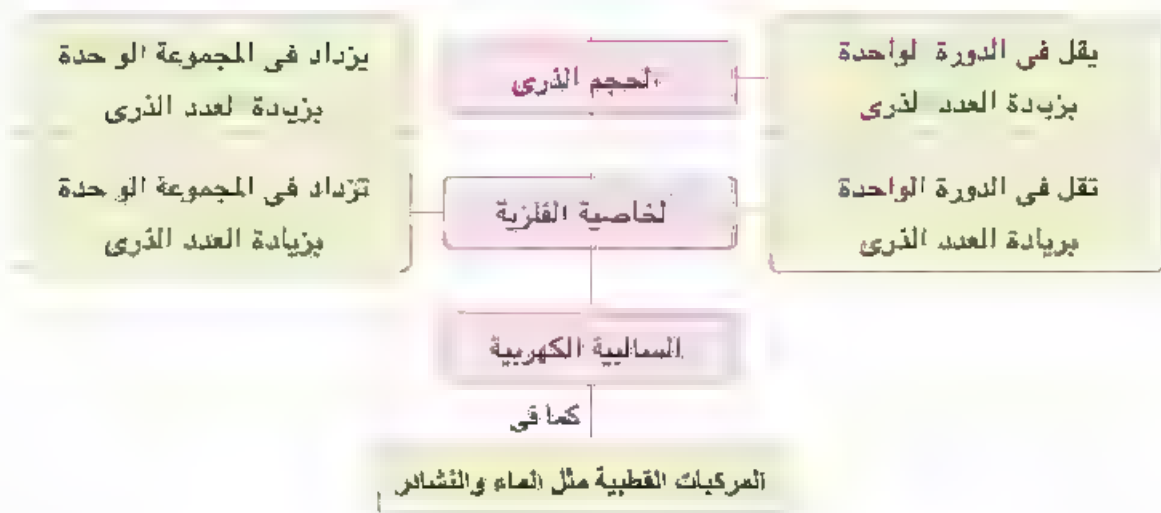 يقل فى الدورة الواحدة
بزيادة العدد الذرى
الحجم الذرى
يزداد فى المجموعة الواحدة
بزيادة العدد الذرى
تقل فى الدورة الواحدة
بزيادة العدد الذرى
الخاصية الفلزية
تزداد فى المجموعة الواحدة
بزيادة العدد الذرى
السالبية الكهربية
كما فى
المركبات القطبية مثل الماء والنشادر